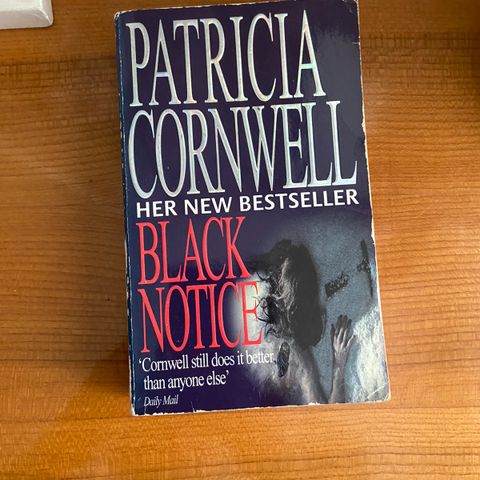 PATRICIA
CORNWELL
HER NEW BESTSELLER
BLACK
NOTICE
'Cornwell still does it better
than anyone else'
Daily Mail